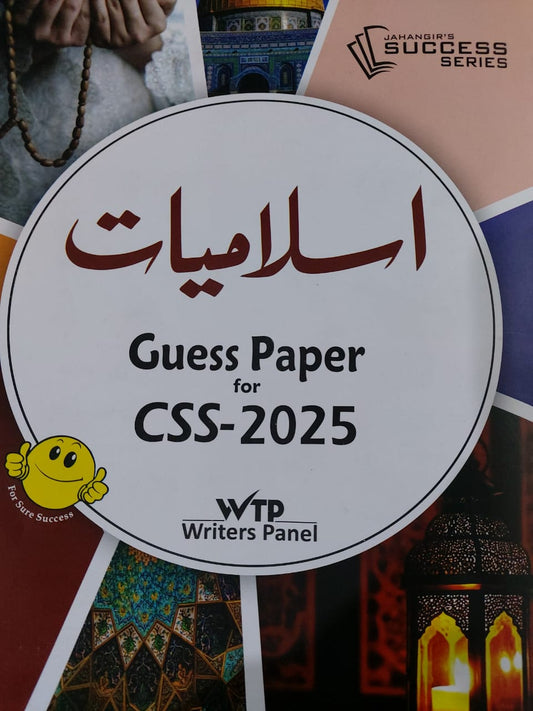 JAHANGIR'S
SUCCESS
SERIES
اسلامیات
Guess Paper
for
CSS-2025
For Sure Success
WTP
Writers Panel